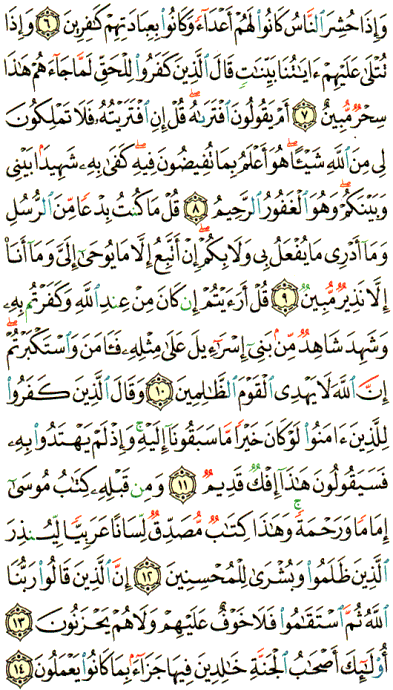 وَإِذَا حُشِرَ ٱلنَّاسُ كَانُوا۟ لَهُمْ أَعْدَآءً وَكَانُوا۟ بِعِبَادَتِهِمْ كَٰفِرِينَ ٦ وَإِذَا
تُتْلَىٰ عَلَيْهِمْ ءَايَٰتُنَا بَيِّنَٰتٍ قَالَ ٱلَّذِينَ كَفَرُوا۟ لِلْحَقِّ لَمَّا جَآءَهُمْ هَٰذَا
سِحْرٌ مُّبِينٌ ٧ أَمْ يَقُولُونَ ٱفْتَرَىٰهُ ۖ قُلْ إِنِ ٱفْتَرَيْتُهُۥ فَلَا تَمْلِكُونَ
لِى مِنَ ٱللَّهِ شَيْـًٔا ۖ هُوَ أَعْلَمُ بِمَا تُفِيضُونَ فِيهِ ۖ كَفَىٰ بِهِۦ شَهِيدًۢا بَيْنِى
وَبَيْنَكُمْ ۖ وَهُوَ ٱلْغَفُورُ ٱلرَّحِيمُ ٨ قُلْ مَا كُنتُ بِدْعًا مِّنَ ٱلرُّسُلِ
وَمَآ أَدْرِى مَا يُفْعَلُ بِى وَلَا بِكُمْ ۖ إِنْ أَتَّبِعُ إِلَّا مَا يُوحَىٰٓ إِلَىَّ وَمَآ أَنَا۠
إِلَّا نَذِيرٌ مُّبِينٌ ٩ قُلْ أَرَءَيْتُمْ إِن كَانَ مِنْ عِندِ ٱللَّهِ وَكَفَرْتُم بِهِۦ
وَشَهِدَ شَاهِدٌ مِّنۢ بَنِىٓ إِسْرَٰٓءِيلَ عَلَىٰ مِثْلِهِۦ فَـَٔامَنَ وَٱسْتَكْبَرْتُمْ ۖ
إِنَّ ٱللَّهَ لَا يَهْدِى ٱلْقَوْمَ ٱلظَّٰلِمِينَ ١٠ وَقَالَ ٱلَّذِينَ كَفَرُوا۟
لِلَّذِينَ ءَامَنُوا۟ لَوْ كَانَ خَيْرًا مَّا سَبَقُونَآ إِلَيْهِ ۚ وَإِذْ لَمْ يَهْتَدُوا۟ بِهِۦ
فَسَيَقُولُونَ هَٰذَآ إِفْكٌ قَدِيمٌ ١١ وَمِن قَبْلِهِۦ كِتَٰبُ مُوسَىٰٓ
إِمَامًا وَرَحْمَةً ۚ وَهَٰذَا كِتَٰبٌ مُّصَدِّقٌ لِّسَانًا عَرَبِيًّا لِّيُنذِرَ
ٱلَّذِينَ ظَلَمُوا۟ وَبُشْرَىٰ لِلْمُحْسِنِينَ ١٢ إِنَّ ٱلَّذِينَ قَالُوا۟ رَبُّنَا
ٱللَّهُ ثُمَّ ٱسْتَقَٰمُوا۟ فَلَا خَوْفٌ عَلَيْهِمْ وَلَا هُمْ يَحْزَنُونَ ١٣
أُو۟لَٰٓئِكَ أَصْحَٰبُ ٱلْجَنَّةِ خَٰلِدِينَ فِيهَا جَزَآءًۢ بِمَا كَانُوا۟ يَعْمَلُونَ ١٤